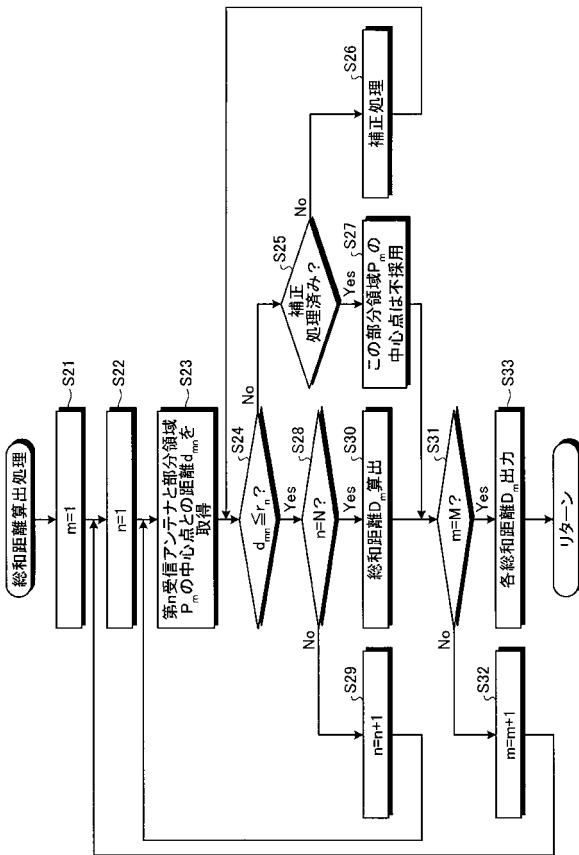 総和距離算出処理
m=1
S21
n=1
S22
第n受信アンテナと部分領域
Pmの中心点との距離dmnを
取得
S23
dmn≦rn?
S24
No
Yes
補正
処理済み?
S25
No
Yes
補正処理
S26
この部分領域Pmの
中心点は不採用
S27
n=N?
S28
No
Yes
n=n+1
S29
総和距離Dm算出
S30
m=M?
S31
No
Yes
m=m+1
S32
各総和距離Dm出力
S33
リターン